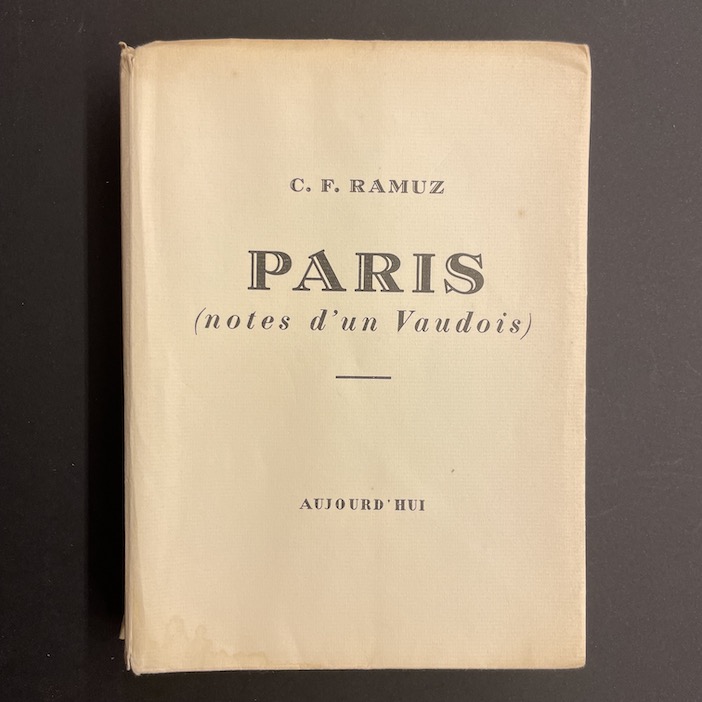 C. F. RAMUZ
PARIS
(notes d'un Vaudois)
AUJOURD'HUI